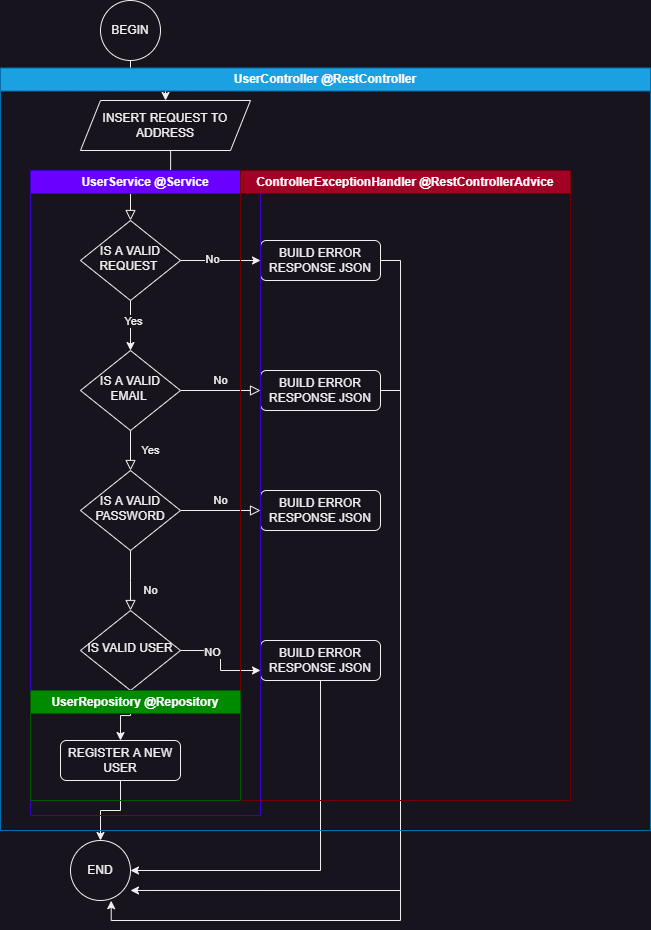 BEGIN
UserController @RestController
INSERT REQUEST TO
ADDRESS
UserService @Service
ControllerExceptionHandler @RestControllerAdvice
IS A VALID
REQUEST
No
BUILD ERROR
RESPONSE JSON
Yes
IS A VALID
EMAIL
No
BUILD ERROR
RESPONSE JSON
Yes
IS A VALID
PASSWORD
No
BUILD ERROR
RESPONSE JSON
No
IS VALID USER
NO
BUILD ERROR
RESPONSE JSON
UserRepository @Repository
REGISTER A NEW
USER
END